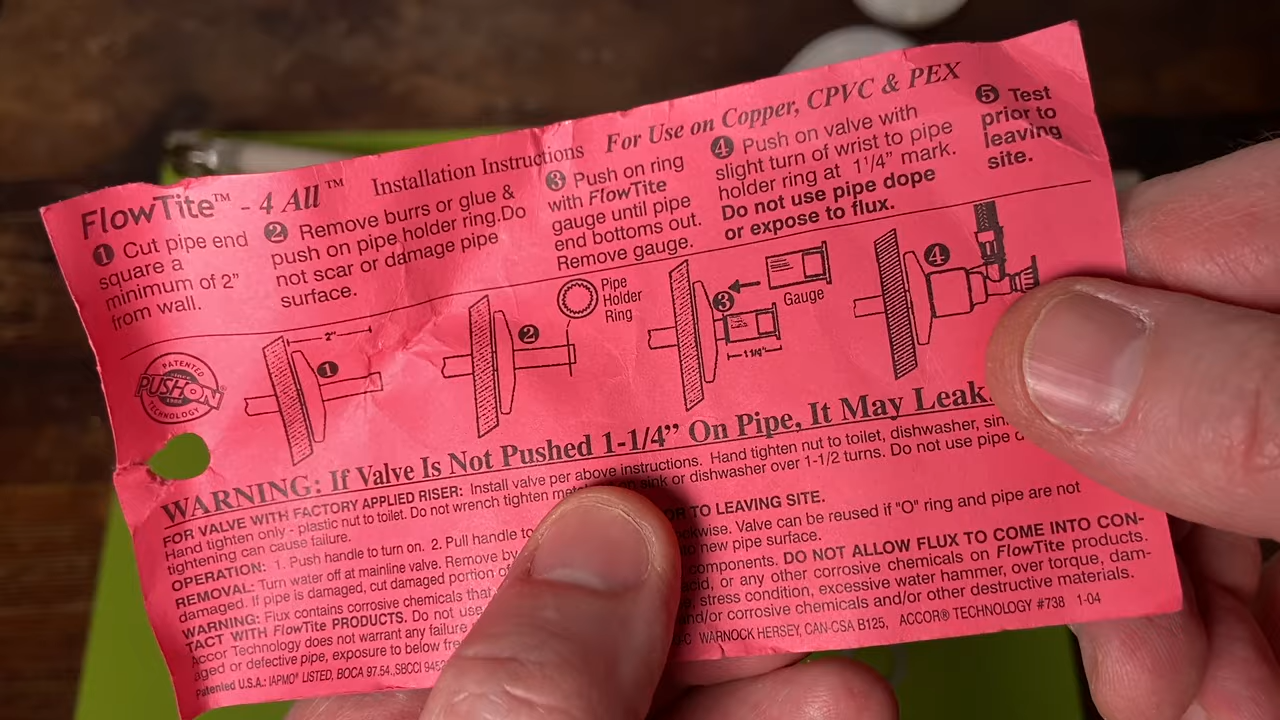 FlowTite™ - 4 All™ Installation Instructions For Use on Copper, CPVC & PEX
❶ Cut pipe end
square a
minimum of 2”
from wall.
❷ Remove burrs or glue &
push on pipe holder ring.Do
not scar or damage pipe
surface.
❸ Push on ring
with FlowTite
gauge until pipe
end bottoms out.
Remove gauge.
❹ Push on valve with
slight turn of wrist to pipe
holder ring at 1¹/4” mark.
Do not use pipe dope
or expose to flux.
❺ Test
prior to
leaving
site.
PATENTED
PUSHON®
TECHNOLOGY
2"
❶
❷
Pipe
Holder
Ring
❸
Gauge
1 1/4"
❹
WARNING: If Valve Is Not Pushed 1-1/4” On Pipe, It May Leak.
FOR VALVE WITH FACTORY APPLIED RISER: Install valve per above instructions. Hand tighten nut to toilet, dishwasher,
Hand tighten only - plastic nut to toilet. Do not wrench tighten sink or dishwasher over 1-1/2 turns. Do not use pipe
tightening can cause failure. TO LEAVING SITE.
OPERATION: 1. Push handle to turn on. 2. Pull handle to Valve can be reused if "O" ring and pipe are not
REMOVAL: Turn water off at mainline valve. Remove by new pipe surface.
damaged. If pipe is damaged, cut damaged portion components. DO NOT ALLOW FLUX TO COME INTO CON-
WARNING: Flux contains corrosive chemicals that or any other corrosive chemicals on FlowTite products.
TACT WITH FlowTite PRODUCTS. Do not use stress condition, excessive water hammer, over torque, dam-
Accor Technology does not warrant any failure and/or corrosive chemicals and/or other destructive materials.
aged or defective pipe, exposure to below
Patented U.S.A.: IAPMO® LISTED, BOCA 97.54.,SBCCI WARNOCK HERSEY, CAN-CSA B125, ACCOR® TECHNOLOGY #738 1-04